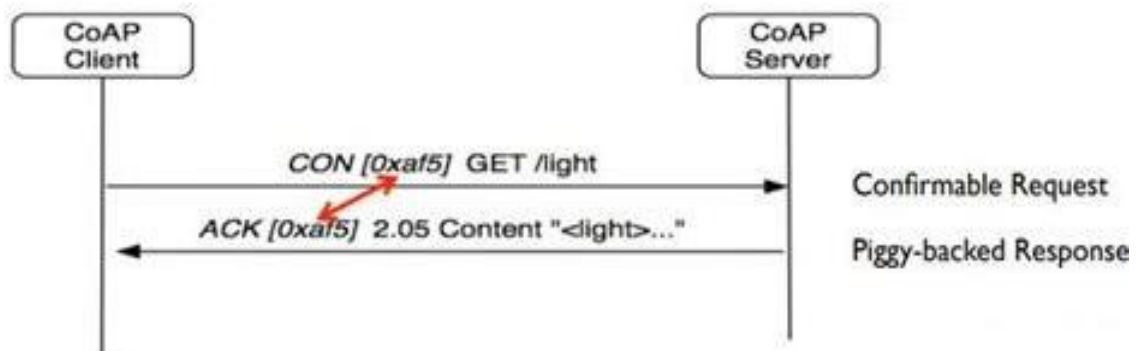 CoAP
Client
CoAP
Server
CON [0xaf5] GET /light
Confirmable Request
ACK [0xaf5] 2.05 Content "<light>..."
Piggy-backed Response